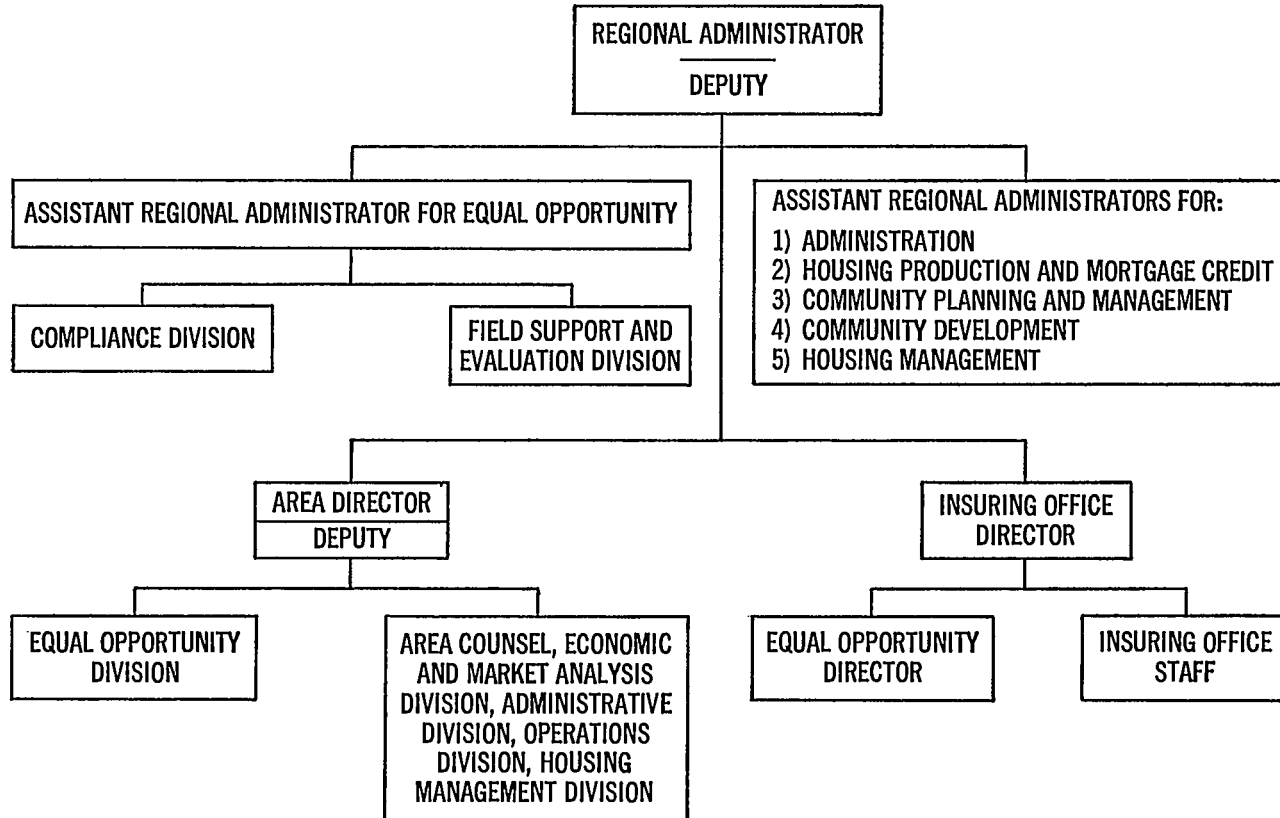 REGIONAL ADMINISTRATOR
DEPUTY
ASSISTANT REGIONAL ADMINISTRATOR FOR EQUAL OPPORTUNITY
COMPLIANCE DIVISION
FIELD SUPPORT AND
EVALUATION DIVISION
ASSISTANT REGIONAL ADMINISTRATORS FOR:
1) ADMINISTRATION
2) HOUSING PRODUCTION AND MORTGAGE CREDIT
3) COMMUNITY PLANNING AND MANAGEMENT
4) COMMUNITY DEVELOPMENT
5) HOUSING MANAGEMENT
AREA DIRECTOR
DEPUTY
INSURING OFFICE
DIRECTOR
EQUAL OPPORTUNITY
DIVISION
AREA COUNSEL, ECONOMIC
AND MARKET ANALYSIS
DIVISION, ADMINISTRATIVE
DIVISION, OPERATIONS
DIVISION, HOUSING
MANAGEMENT DIVISION
EQUAL OPPORTUNITY
DIRECTOR
INSURING OFFICE
STAFF